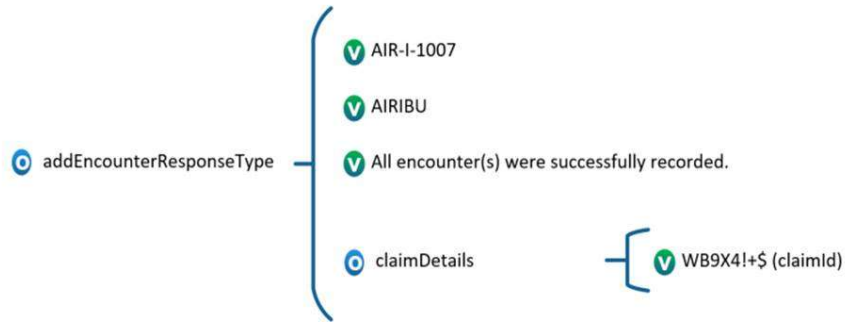 V AIR-I-1007
V AIRIBU
O addEncounterResponseType
V All encounter(s) were successfully recorded.
O claimDetails
V WB9X4!+$ (claimId)